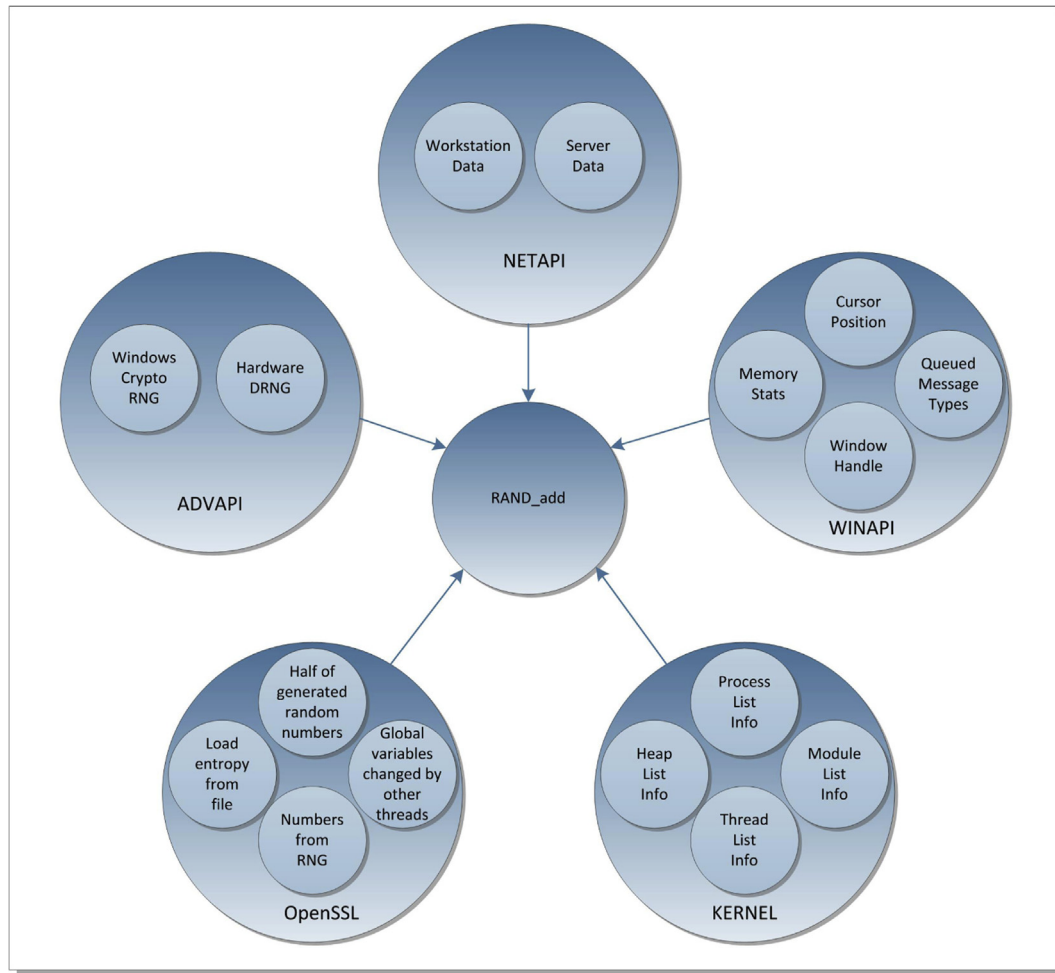 Workstation
Data
Server
Data
NETAPI
Windows
Crypto
RNG
Hardware
DRNG
ADVAPI
Cursor
Position
Memory
Stats
Queued
Message
Types
Window
Handle
WINAPI
RAND_add
Half of
generated
random
numbers
Load
entropy
from
file
Global
variables
changed by
other
threads
Numbers
from
RNG
OpenSSL
Process
List
Info
Heap
List
Info
Module
List
Info
Thread
List
Info
KERNEL